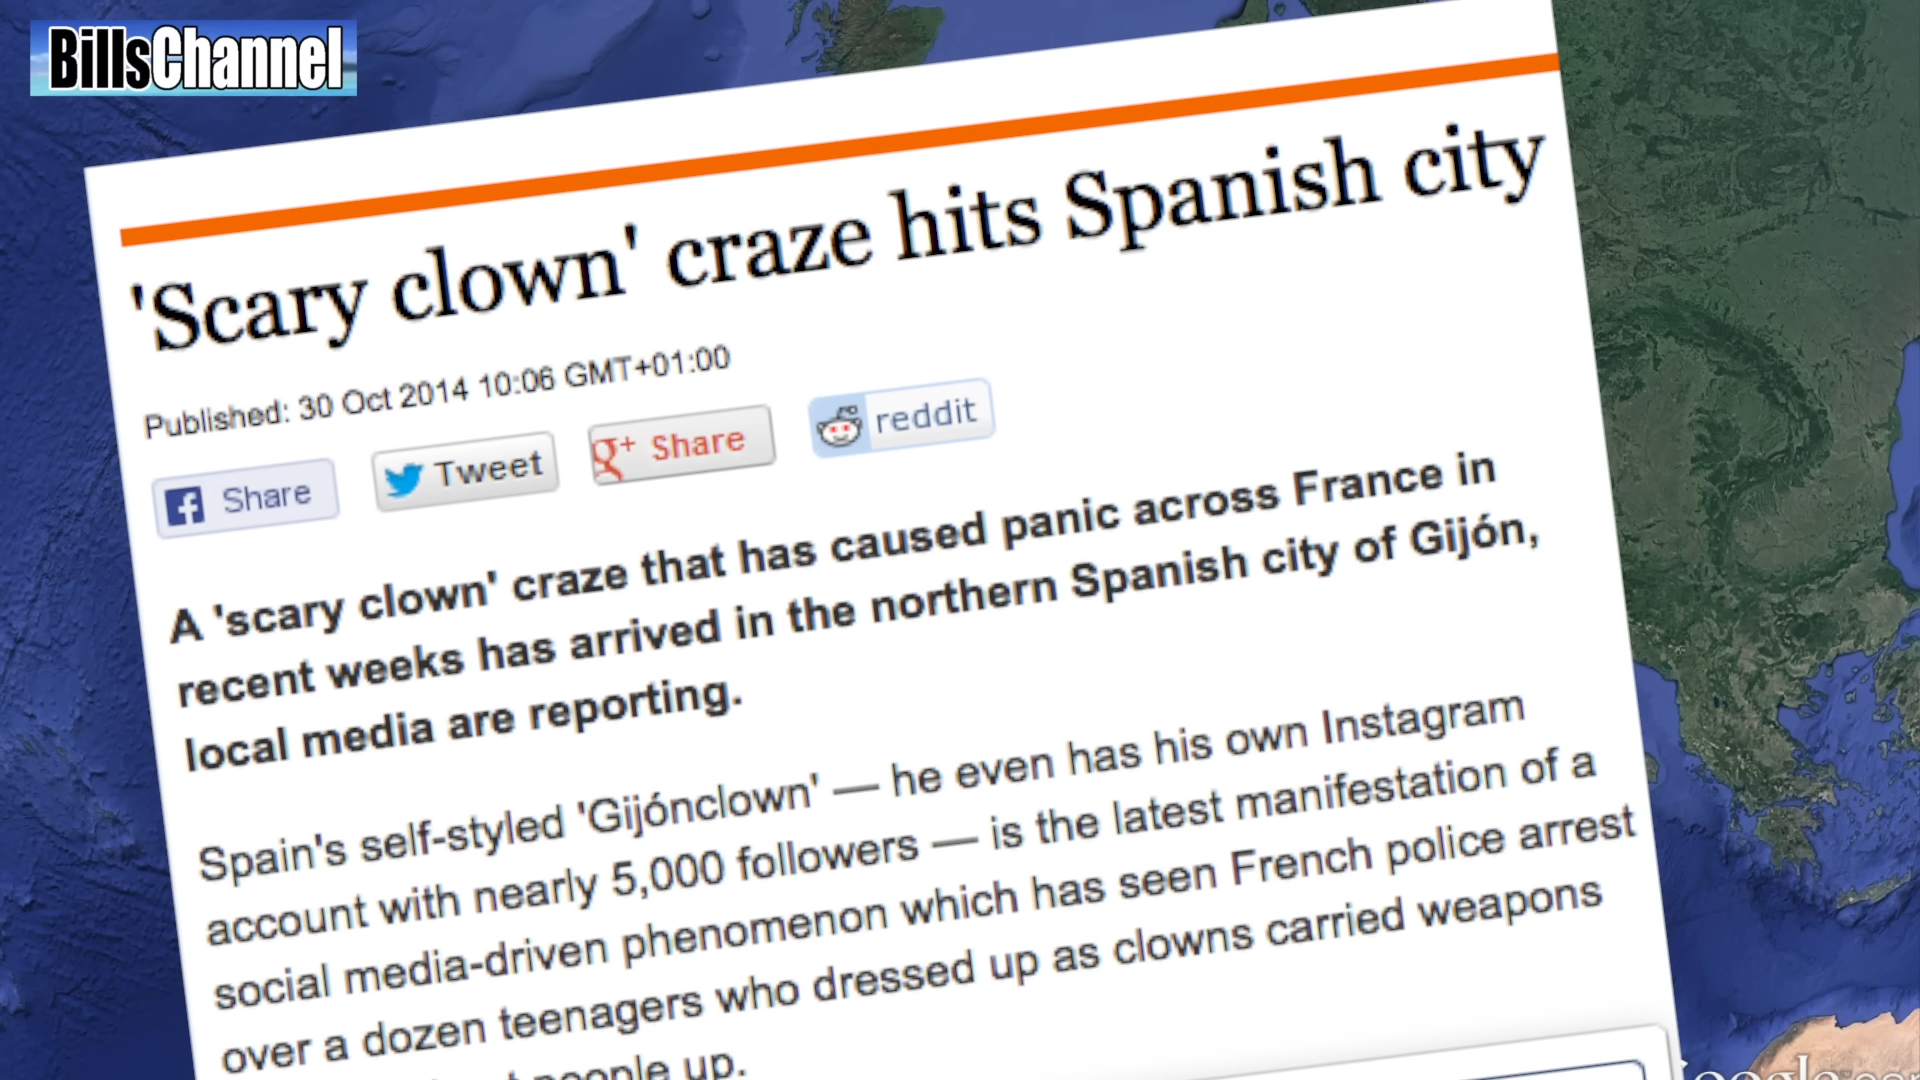 BillsChannel
'Scary clown' craze hits Spanish city
Published: 30 Oct 2014 10:06 GMT+01:00
Share
Tweet
g+ Share
reddit
A 'scary clown' craze that has caused panic across France in
recent weeks has arrived in the northern Spanish city of Gijón,
local media are reporting.
Spain's self-styled 'Gijónclown' — he even has his own Instagram
account with nearly 5,000 followers — is the latest manifestation of a
social media-driven phenomenon which has seen French police arrest
over a dozen teenagers who dressed up as clowns carried weapons
people up.